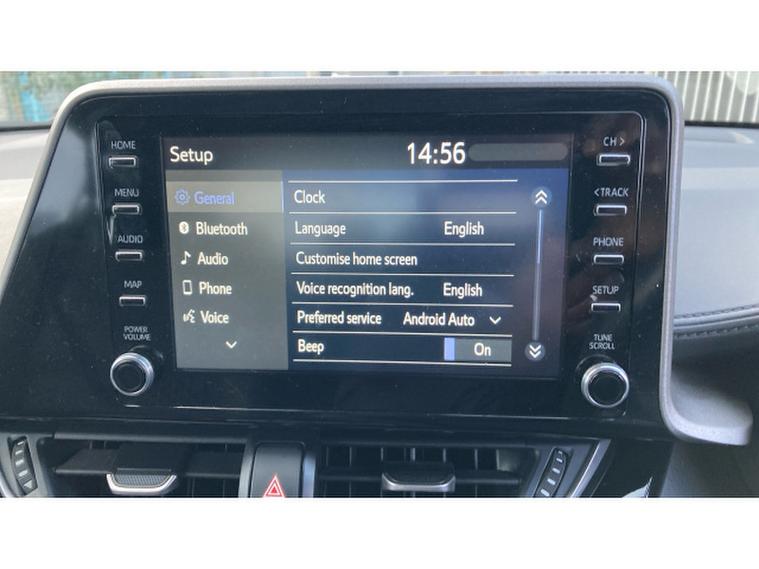 HOME
MENU
AUDIO
MAP
POWER
VOLUME
Setup 14:56
General
Bluetooth
Audio
Phone
Voice
Clock
Language English
Customise home screen
Voice recognition lang. English
Preferred service Android Auto
Beep On
CH >
< TRACK
PHONE
SETUP
TUNE
SCROLL